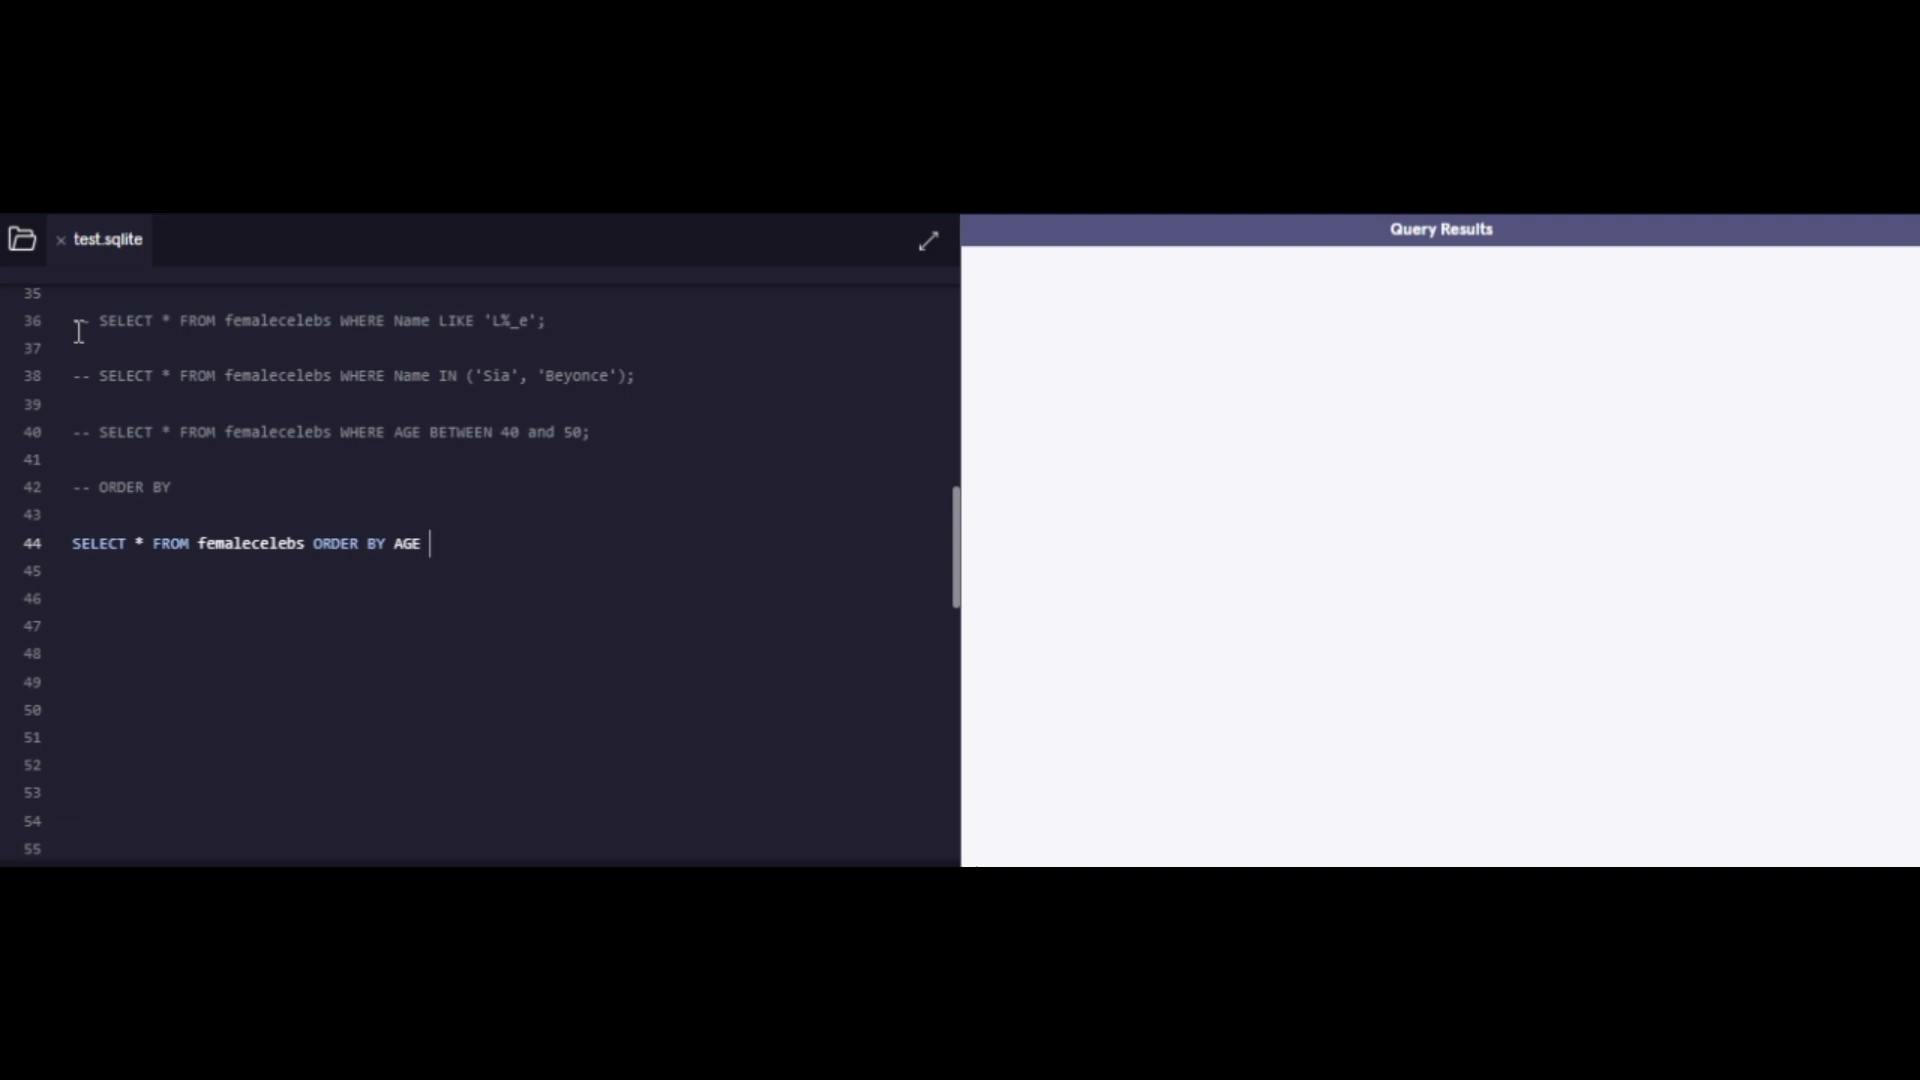 test.sqlite
Query Results
35
36 -- SELECT * FROM femalecelebs WHERE Name LIKE 'L%_e';
37
38 -- SELECT * FROM femalecelebs WHERE Name IN ('Sia', 'Beyonce');
39
40 -- SELECT * FROM femalecelebs WHERE AGE BETWEEN 40 and 50;
41
42 -- ORDER BY
43
44 SELECT * FROM femalecelebs ORDER BY AGE
45
46
47
48
49
50
51
52
53
54
55